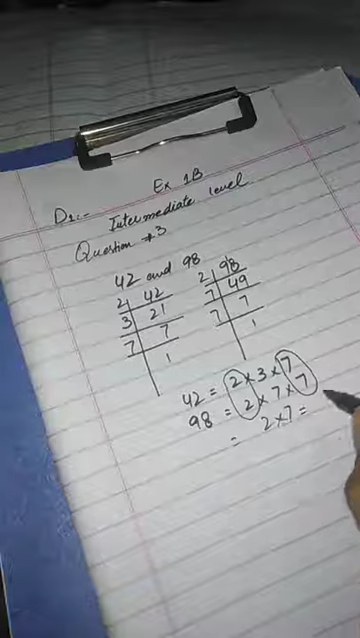 Ex 1B
D1:- Intermediate level
Question #3
42 and 98
2 | 42    2 | 98
3 | 21    7 | 49
7 | 7    7 | 7
| 1    | 1
42 = 2 × 3 × 7
98 = 2 × 7 × 7
= 2 × 7 =